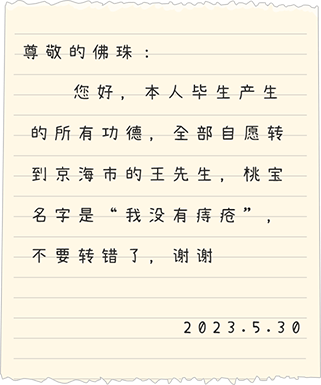 尊敬的佛珠：
您好，本人毕生产生
的所有功德，全部自愿转
到京海市的王先生，桃宝
名字是“我没有痔疮”，
不要转错了，谢谢
2023.5.30